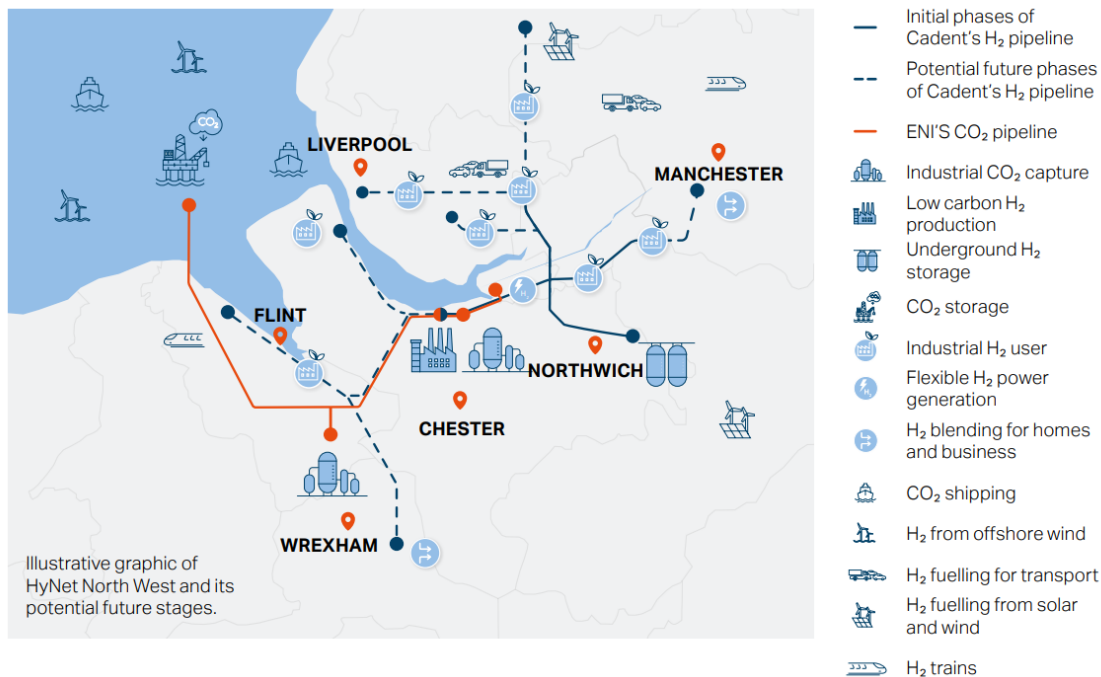 LIVERPOOL
MANCHESTER
FLINT
NORTHWICH
CHESTER
WREXHAM
CO₂
H₂
Illustrative graphic of
HyNet North West and its
potential future stages.
Initial phases of
Cadent's H₂ pipeline
Potential future phases
of Cadent's H₂ pipeline
ENI'S CO₂ pipeline
Industrial CO₂ capture
Low carbon H₂
production
Underground H₂
storage
CO₂ storage
Industrial H₂ user
Flexible H₂ power
generation
H₂
H₂ blending for homes
and business
CO₂ shipping
H₂ from offshore wind
H₂ fuelling for transport
H₂ fuelling from solar
and wind
H₂ trains